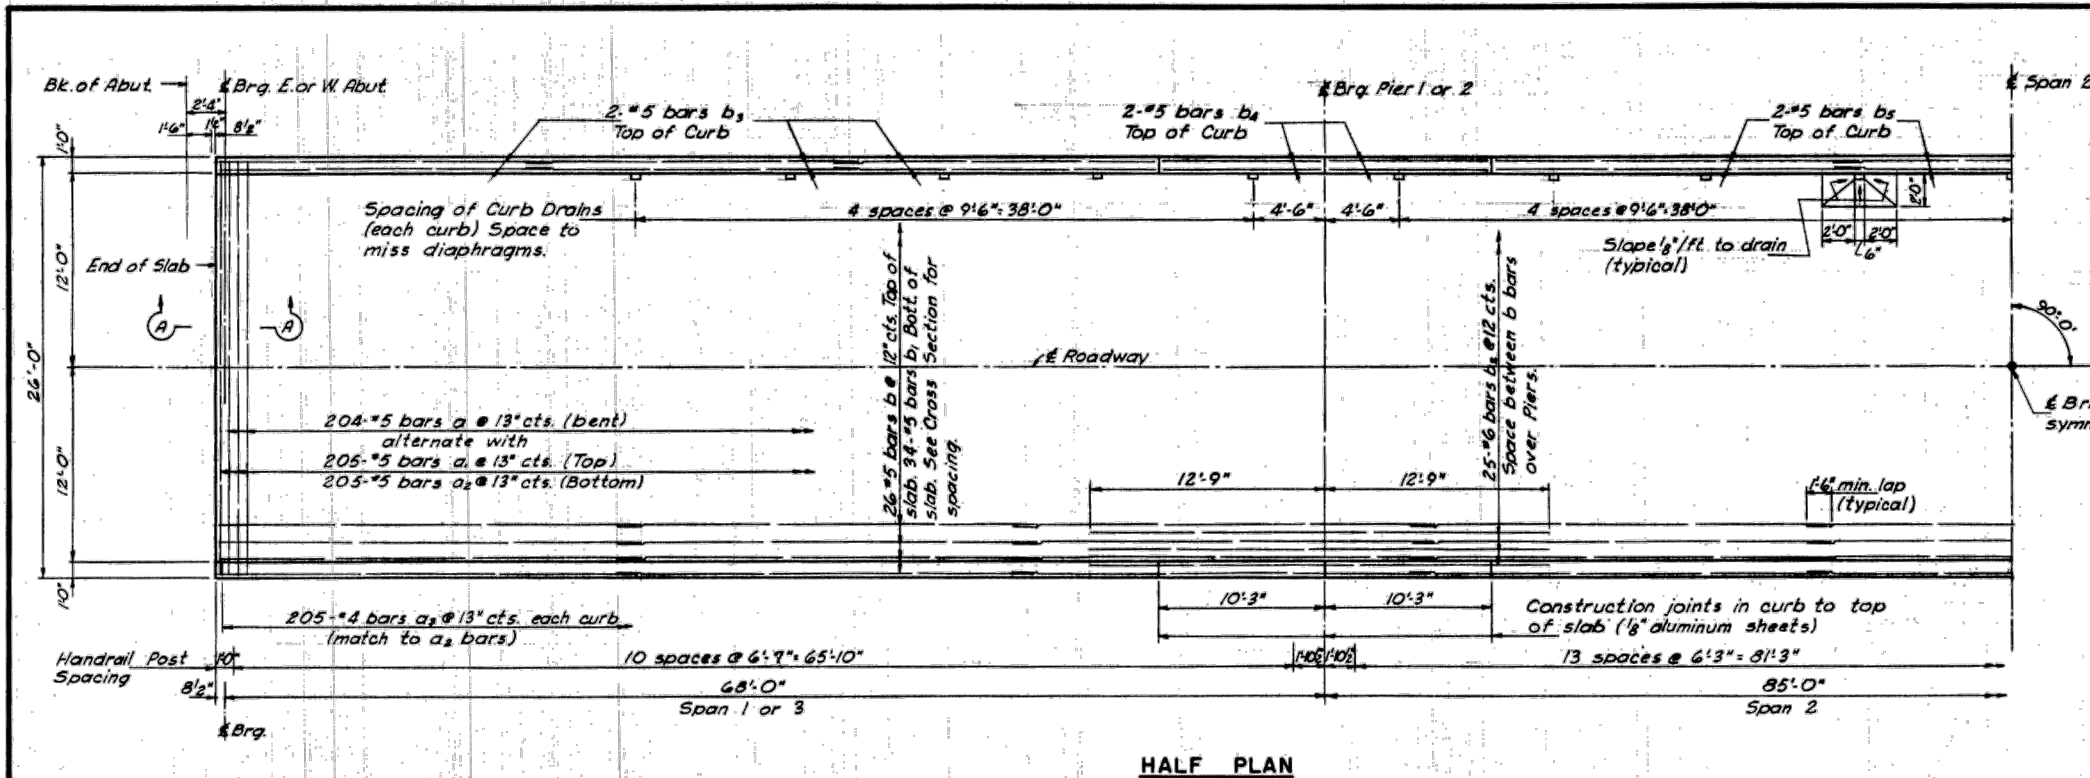 Bk. of Abut.
℄ Brg. E. or W. Abut.
2'-4"
1'-6"
1½"
8½"
2-#5 bars b₃
Top of Curb
2-#5 bars b₄
Top of Curb
℄ Brg. Pier 1 or 2
2-#5 bars b₅
Top of Curb
℄ Span 2
1'-0"
12'-0"
26'-0"
12'-0"
1'-0"
Spacing of Curb Drains
(each curb) Space to
miss diaphragms.
4 spaces @ 9'-6" = 38'-0"
4'-6"
4'-6"
4 spaces @ 9'-6" = 38'-0"
2'-0"
2'-0"
2'-0"
6"
Slope ⅛"/ft. to drain
(typical)
End of Slab
A
A
90°-0'
℄ Roadway
℄ Br.
symm
26-#5 bars b @ 12" cts. Top of
slab. 34-#5 bars b₁ Bott. of
slab. See Cross Section for
spacing.
25-#6 bars b₂ @ 12 cts.
Space between b bars
over Piers.
204-#5 bars a @ 13" cts. (bent)
alternate with
205-#5 bars a₁ @ 13" cts. (Top)
205-#5 bars a₂ @ 13" cts. (Bottom)
12'-9"
12'-9"
1'-6" min. lap
(typical)
10'-3"
10'-3"
205-#4 bars a₃ @ 13" cts. each curb
(match to a₂ bars)
Construction joints in curb to top
of slab (⅛" aluminum sheets)
Handrail Post
Spacing
1'-0"
10 spaces @ 6'-7" = 65'-10"
1'-10½"
1'-10½"
13 spaces @ 6'-3" = 81'-3"
8½"
68'-0"
Span 1 or 3
85'-0"
Span 2
℄ Brg.
HALF PLAN